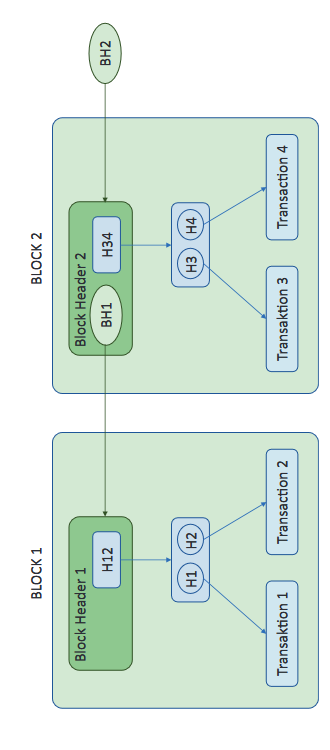 BLOCK 1
Block Header 1
H12
H1
H2
Transaktion 1
Transaction 2
BLOCK 2
Block Header 2
BH1
H34
H3
H4
Transaktion 3
Transaction 4
BH2